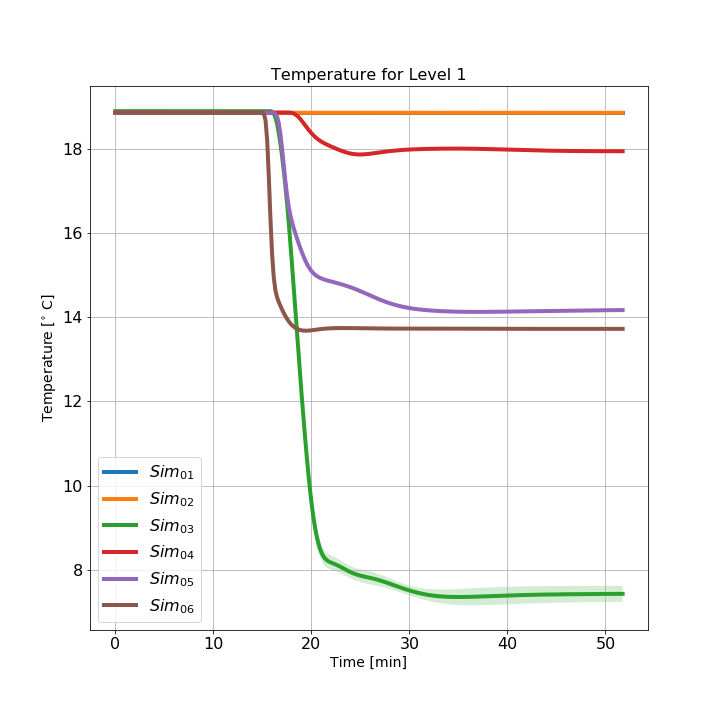 Temperature for Level 1
Temperature [° C]
18
16
14
12
10
8
Sim01
Sim02
Sim03
Sim04
Sim05
Sim06
0 10 20 30 40 50
Time [min]